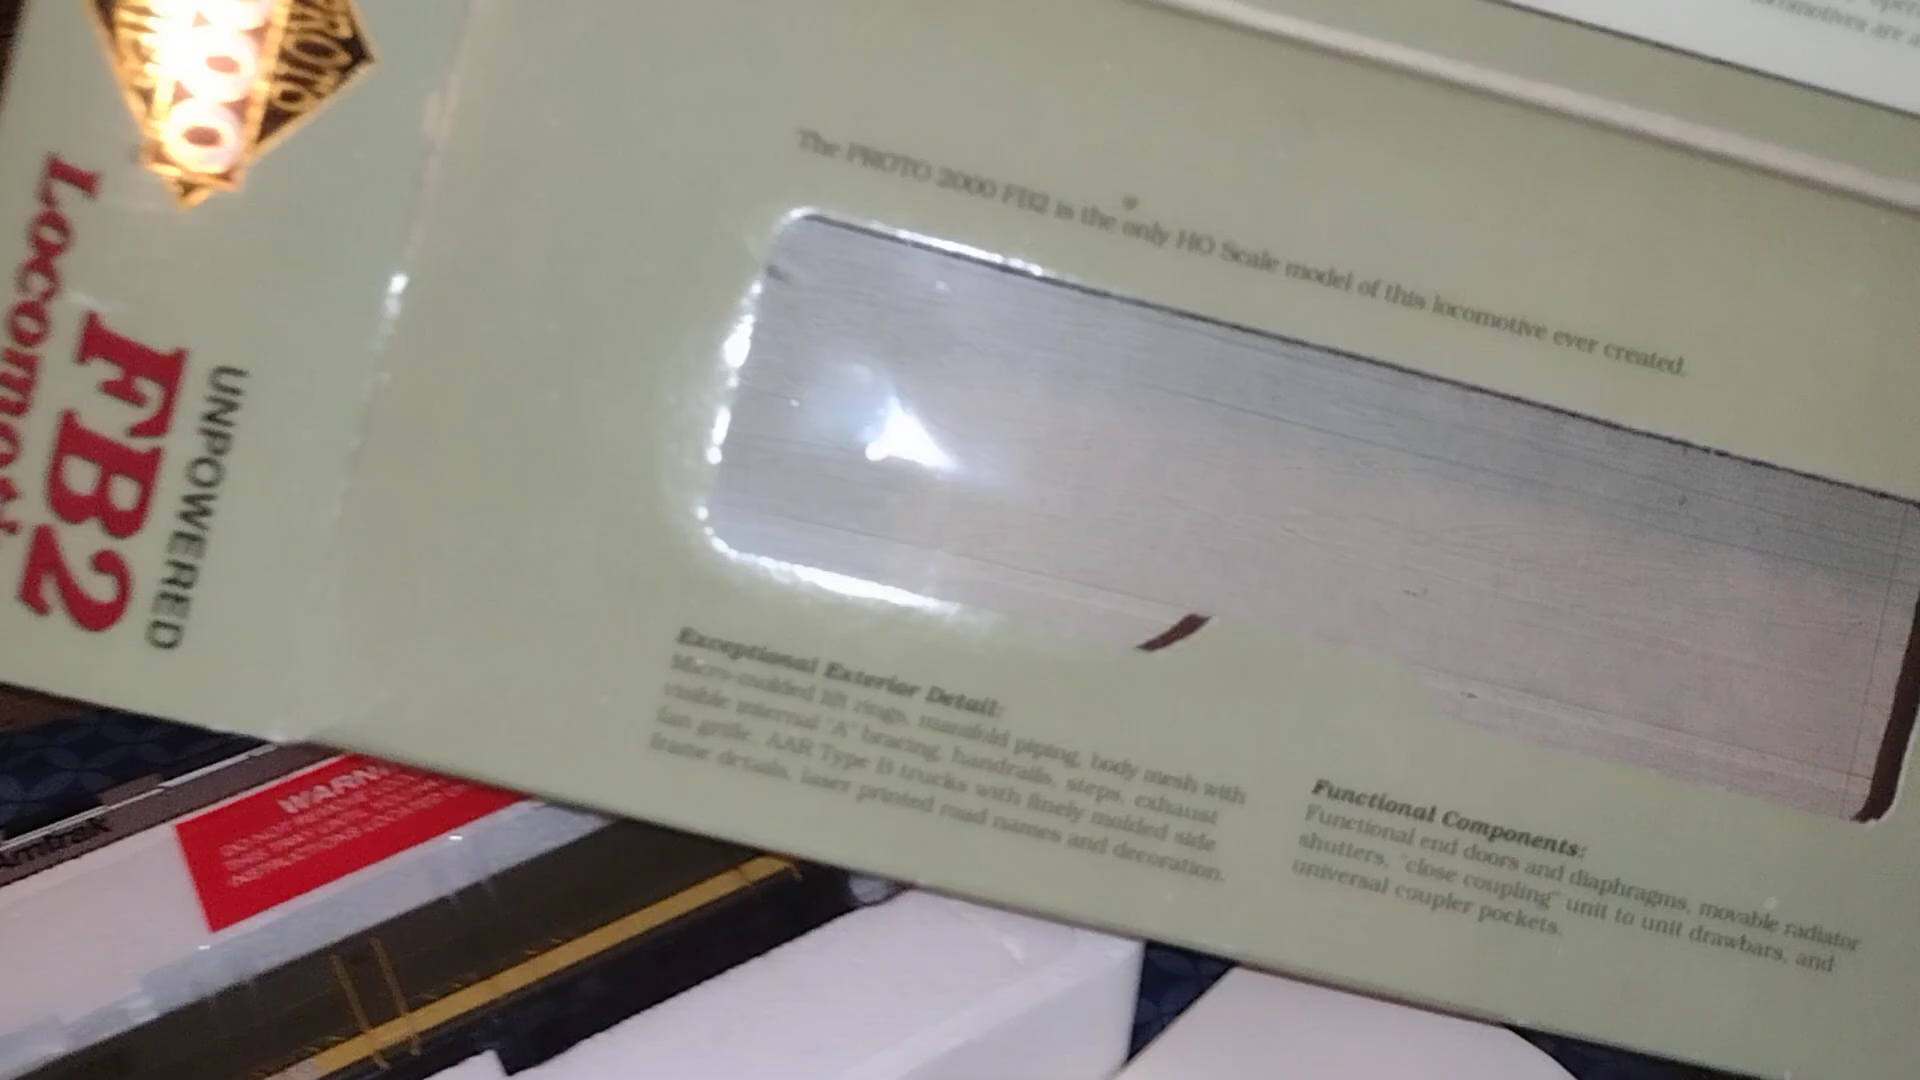 PROTO
2000
Locomoti
FB2
UNPOWERED
The PROTO 2000 FB2 is the only HO Scale model of this locomotive ever created.
Exceptional Exterior Detail:
Micro-molded lift rings, manifold piping, body mesh with
visible internal "A" bracing, handrails, steps, exhaust
fan grille, AAR Type B trucks with finely molded side
frame details, laser printed road names and decoration.
Functional Components:
Functional end doors and diaphragms, movable radiator
shutters, "close coupling" unit to unit drawbars, and
universal coupler pockets.
Amtrak
WARN
locomotives are a